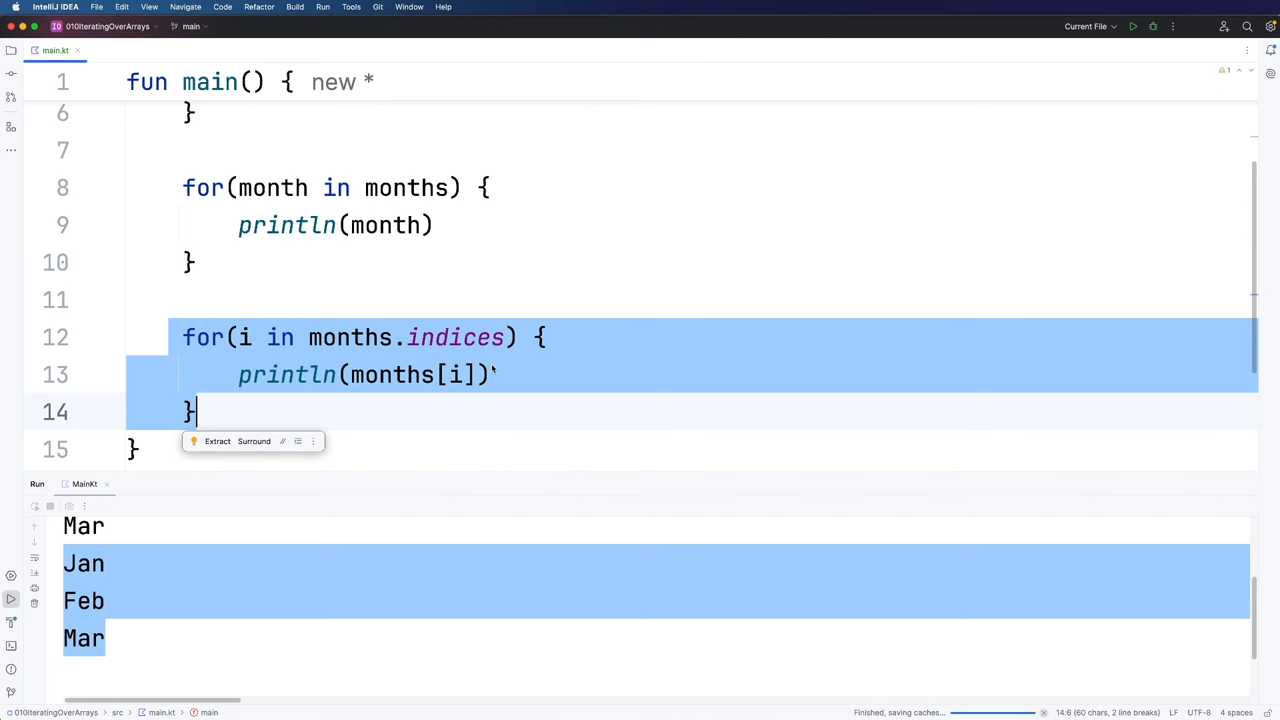 IntelliJ IDEA File Edit View Navigate Code Refactor Build Run Tools Git Window Help
010IteratingOverArrays main Current File
main.kt
1 fun main() { new *
1
6 }
7
8 for(month in months) {
9 println(month)
10 }
11
12 for(i in months.indices) {
13 println(months[i])
14 }
Extract Surround //
15 }
Run MainKt
Mar
Jan
Feb
Mar
010IteratingOverArrays › src › main.kt › main Finished, saving caches... 14:6 (60 chars, 2 line breaks) LF UTF-8 4 spaces